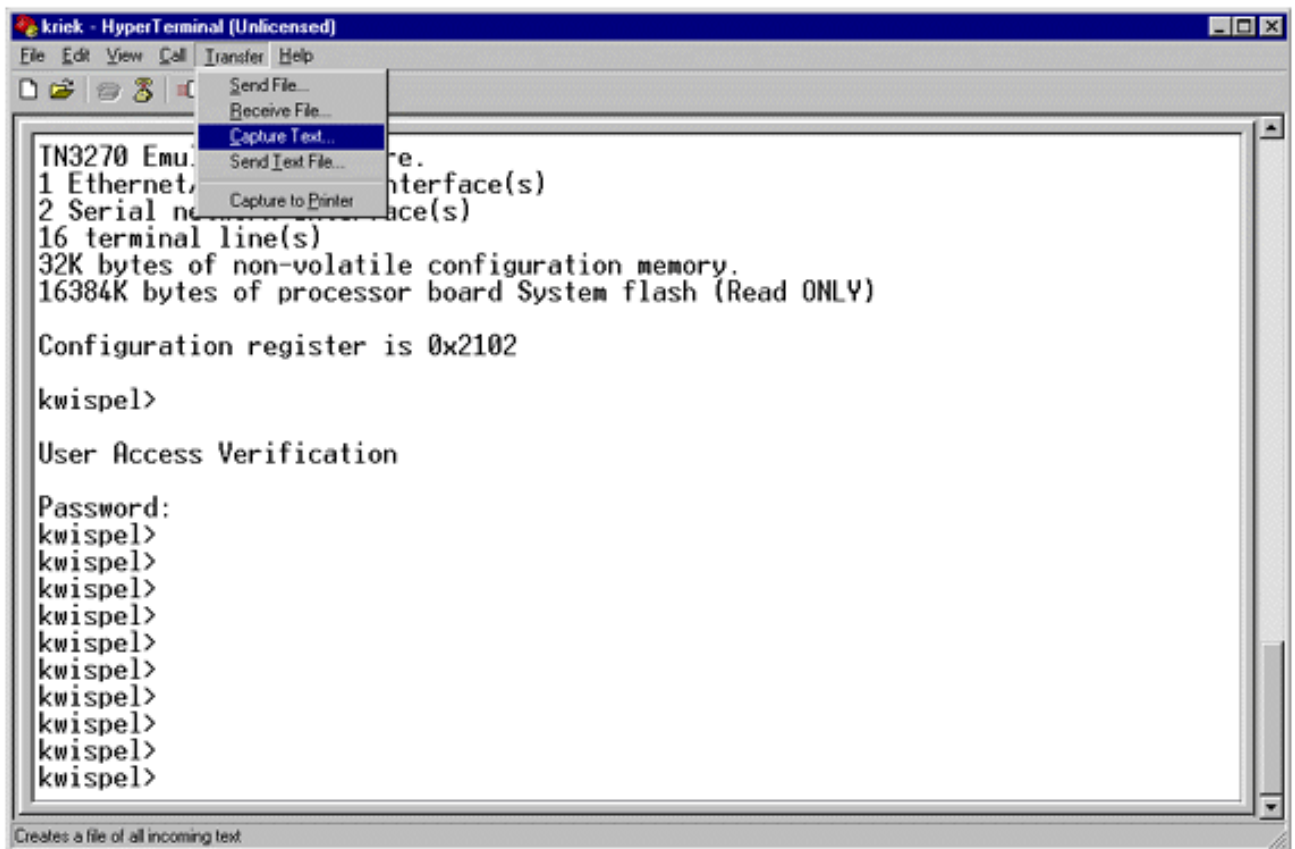 kriek - HyperTerminal (Unlicensed)
File Edit View Call Transfer Help
Send File...
Receive File...
Capture Text...
Send Text File...
Capture to Printer
TN3270 Emu re.
1 Ethernet/ nterface(s)
2 Serial ace(s)
16 terminal line(s)
32K bytes of non-volatile configuration memory.
16384K bytes of processor board System flash (Read ONLY)
Configuration register is 0x2102
kwispel>
User Access Verification
Password:
kwispel>
kwispel>
kwispel>
kwispel>
kwispel>
kwispel>
kwispel>
kwispel>
kwispel>
kwispel>
Creates a file of all incoming text